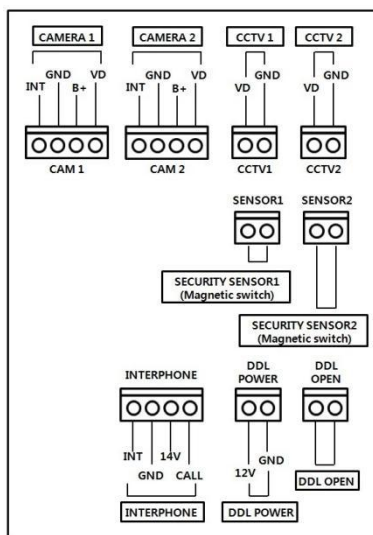 CAMERA 1 CAMERA 2 CCTV 1 CCTV 2
GND VD GND VD GND GND
INT B+ INT B+ VD VD
CAM 1 CAM 2 CCTV1 CCTV2
SENSOR1 SENSOR2
SECURITY SENSOR1
(Magnetic switch)
SECURITY SENSOR2
(Magnetic switch)
INTERPHONE DDL POWER DDL OPEN
INT 14V
GND CALL
12V GND
INTERPHONE DDL POWER DDL OPEN